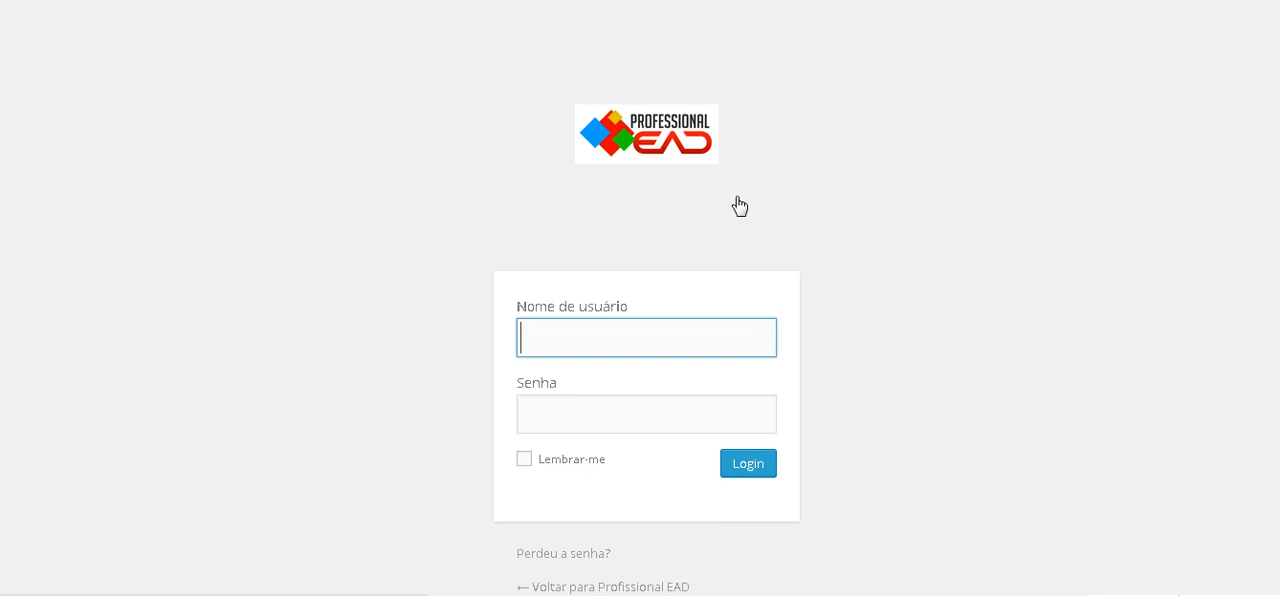 PROFESSIONAL
EAD
Nome de usuário
Senha
Lembrar-me
Login
Perdeu a senha?
← Voltar para Profissional EAD